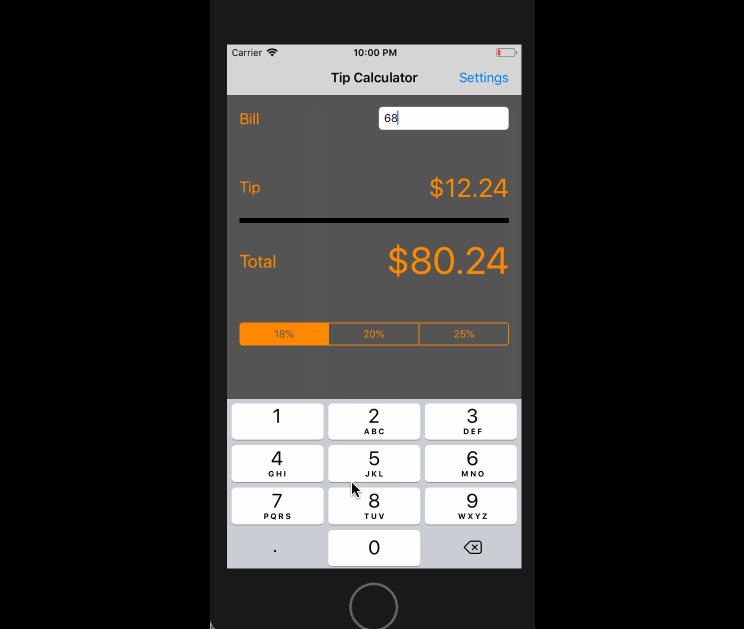 Carrier 10:00 PM
Tip Calculator Settings
Bill 68
Tip $12.24
Total $80.24
18% 20% 25%
1 2 3
ABC DEF
4 5 6
GHI JKL MNO
7 8 9
PQRS TUV WXYZ
. 0